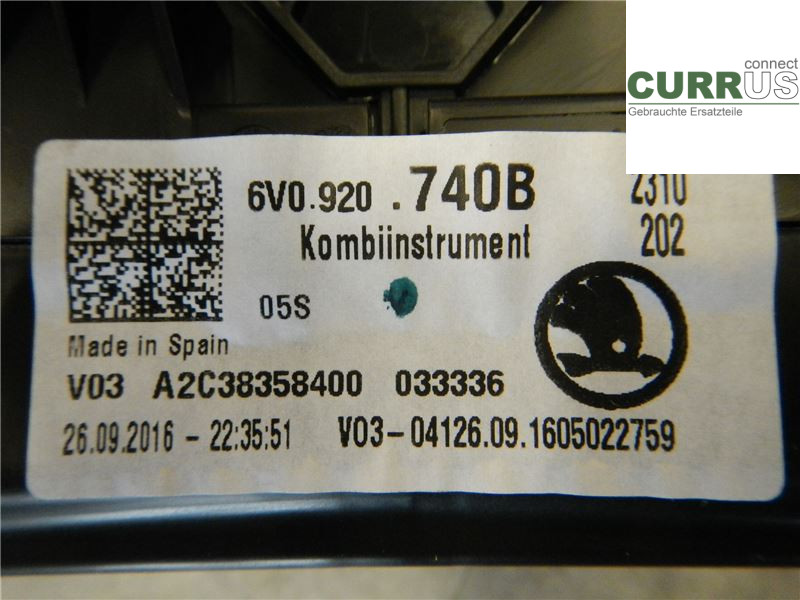 connect
CURRUS
Gebrauchte Ersatzteile
6V0.920 .740B 2310
Kombiinstrument 202
05S
Made in Spain
V03 A2C38358400 033336
26.09.2016 - 22:35:51 V03-04126.09.1605022759